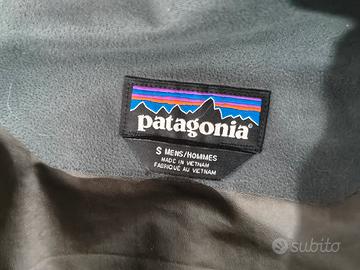 patagonia
S MENS/HOMMES
MADE IN VIETNAM
FABRIQUÉ AU VIETNAM
subito